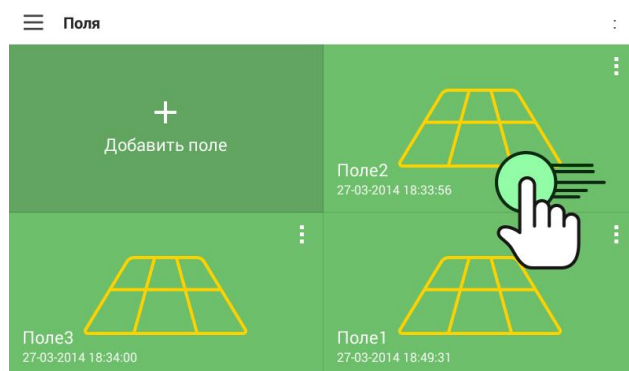 Поля
Добавить поле
Поле2
27-03-2014 18:33:56
Поле3
27-03-2014 18:34:00
Поле1
27-03-2014 18:49:31